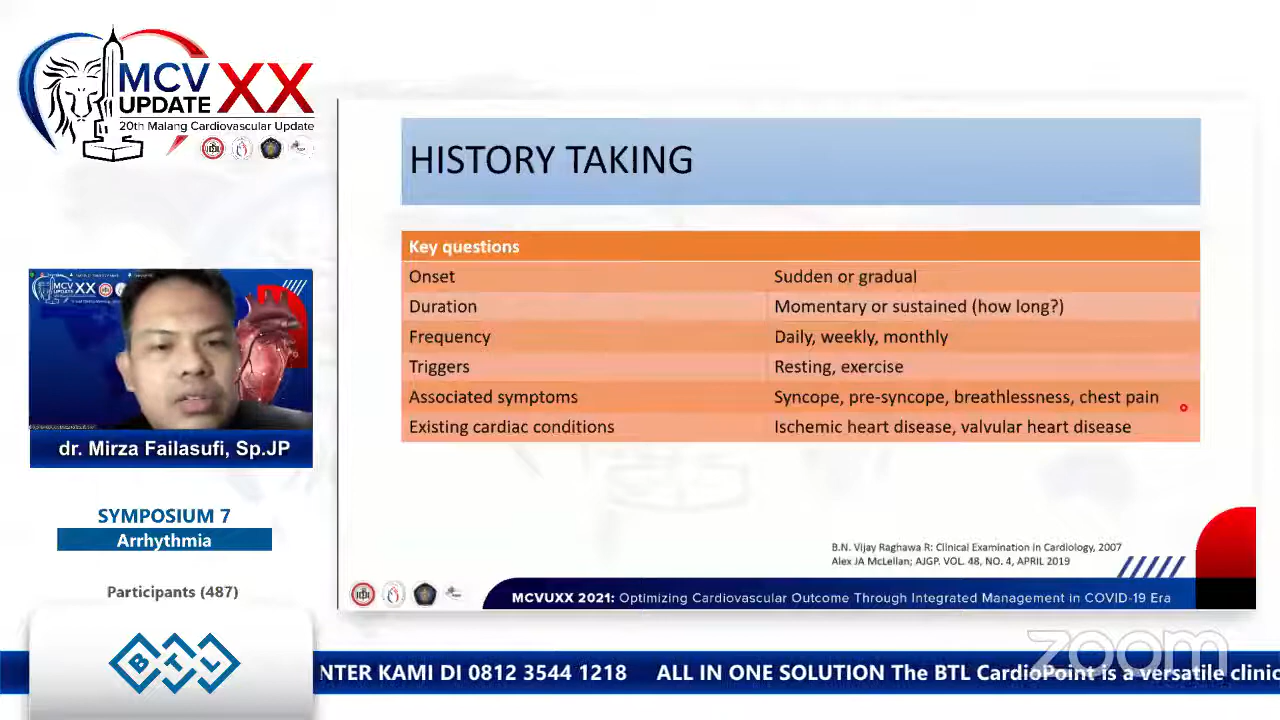 MCV XX
UPDATE
20th Malang Cardiovascular Update
HISTORY TAKING
Key questions
Onset Sudden or gradual
Duration Momentary or sustained (how long?)
Frequency Daily, weekly, monthly
Triggers Resting, exercise
Associated symptoms Syncope, pre-syncope, breathlessness, chest pain
Existing cardiac conditions Ischemic heart disease, valvular heart disease
B.N. Vijay Raghawa R: Clinical Examination in Cardiology, 2007
Alex JA McLellan; AJGP. VOL. 48, NO. 4, APRIL 2019
MCVUXX 2021: Optimizing Cardiovascular Outcome Through Integrated Management in COVID-19 Era
MCV XX
UPDATE
dr. Mirza Failasufi, Sp.JP
SYMPOSIUM 7
Arrhythmia
Participants (487)
BTL
zoom
NTER KAMI DI 0812 3544 1218 ALL IN ONE SOLUTION The BTL CardioPoint is a versatile clinic